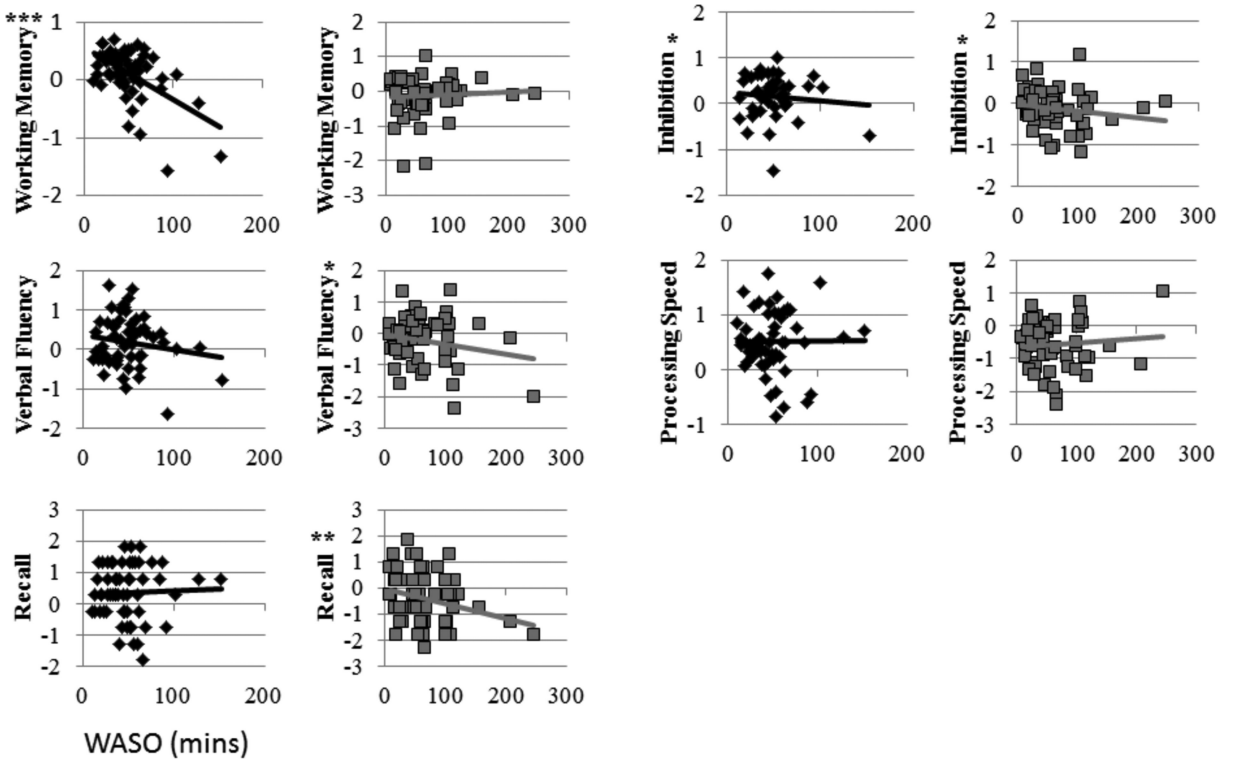 Working Memory ***
1
0
-1
-2
0 100 200
Working Memory
2
1
0
-1
-2
-3
0 100 200 300
Inhibition *
2
1
0
-1
-2
0 100 200
Inhibition *
2
1
0
-1
-2
0 100 200 300
Verbal Fluency
2
1
0
-1
-2
0 100 200
Verbal Fluency *
2
1
0
-1
-2
-3
0 100 200 300
Processing Speed
2
1
0
-1
0 100 200
Processing Speed
2
1
0
-1
-2
-3
0 100 200 300
Recall
3
2
1
0
-1
-2
0 100 200
Recall **
3
2
1
0
-1
-2
-3
0 100 200 300
WASO (mins)